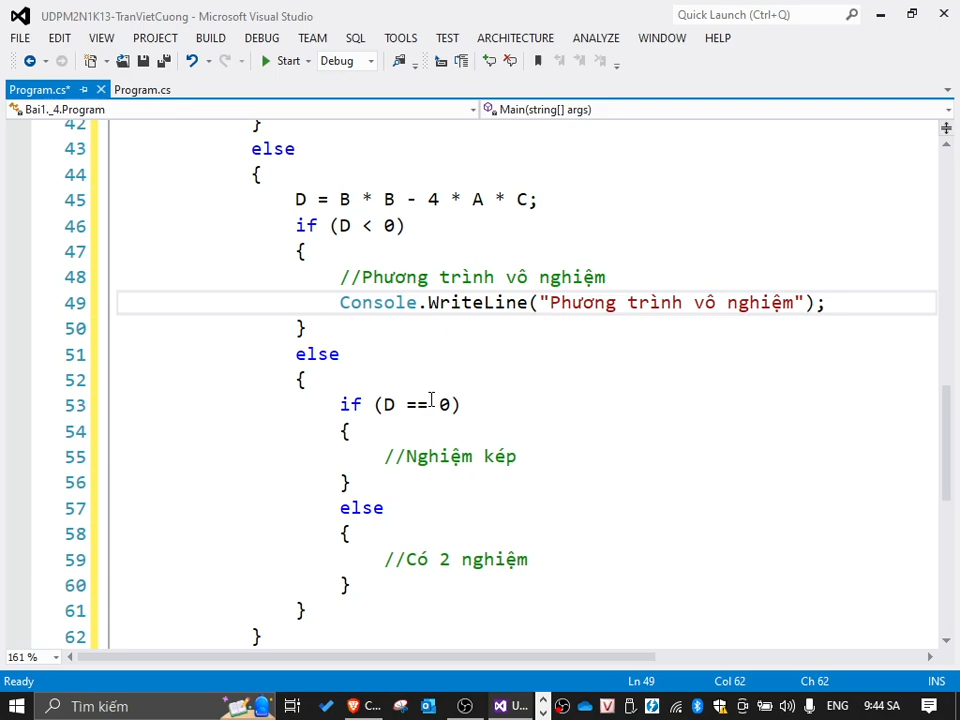 UDPM2N1K13-TranVietCuong - Microsoft Visual Studio
Quick Launch (Ctrl+Q)
FILE EDIT VIEW PROJECT BUILD DEBUG TEAM SQL TOOLS TEST ARCHITECTURE ANALYZE WINDOW HELP
Start Debug
Program.cs* Program.cs
Bai1._4.Program Main(string[] args)
42 }
43 else
44 {
45 D = B * B - 4 * A * C;
46 if (D < 0)
47 {
48 //Phương trình vô nghiệm
49 Console.WriteLine("Phương trình vô nghiệm");
50 }
51 else
52 {
53 if (D == 0)
54 {
55 //Nghiệm kép
56 }
57 else
58 {
59 //Có 2 nghiệm
60 }
61 }
62 }
161 %
Ready Ln 49 Col 62 Ch 62 INS
Tìm kiếm C... U... ENG 9:44 SA